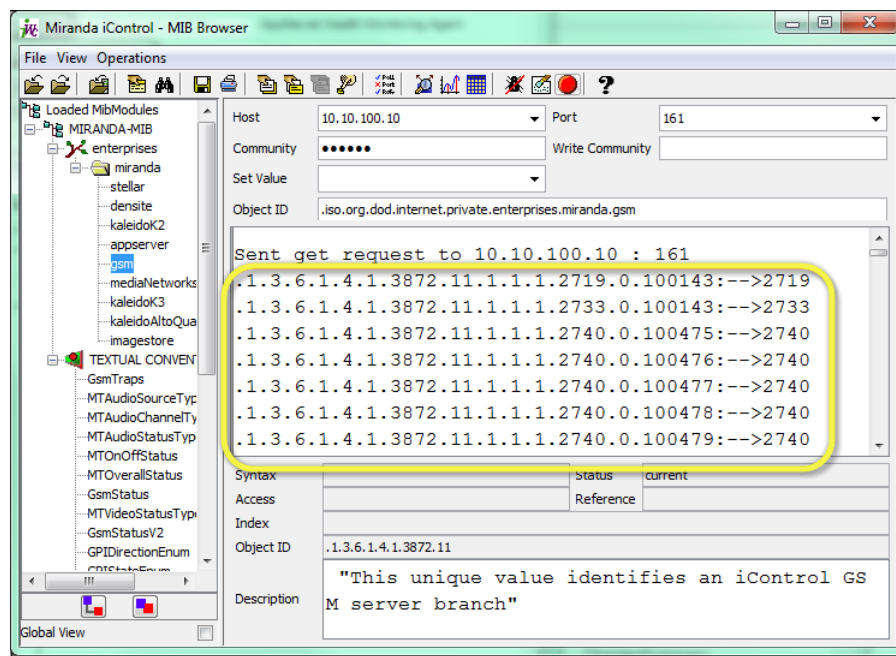 Miranda iControl - MIB Browser
File View Operations
Loaded MibModules
MIRANDA-MIB
enterprises
miranda
stellar
densite
kaleidoK2
appserver
gsm
mediaNetworks
kaleidoK3
kaleidoAltoQua
imagestore
TEXTUAL CONVEN
GsmTraps
MTAudioSourceTyp
MTAudioChannelTy
MTAudioStatusTyp
MTOnOffStatus
MTOverallStatus
GsmStatus
MTVideoStatusType
GsmStatusV2
GPIDirectionEnum
GPIStateEnum
Global View
Host 10.10.100.10 Port 161
Community •••••• Write Community
Set Value
Object ID .iso.org.dod.internet.private.enterprises.miranda.gsm
Sent get request to 10.10.100.10 : 161
.1.3.6.1.4.1.3872.11.1.1.1.2719.0.100143:-->2719
.1.3.6.1.4.1.3872.11.1.1.1.2733.0.100143:-->2733
.1.3.6.1.4.1.3872.11.1.1.1.2740.0.100475:-->2740
.1.3.6.1.4.1.3872.11.1.1.1.2740.0.100476:-->2740
.1.3.6.1.4.1.3872.11.1.1.1.2740.0.100477:-->2740
.1.3.6.1.4.1.3872.11.1.1.1.2740.0.100478:-->2740
.1.3.6.1.4.1.3872.11.1.1.1.2740.0.100479:-->2740
Syntax Status current
Access Reference
Index
Object ID .1.3.6.1.4.1.3872.11
Description "This unique value identifies an iControl GS
M server branch"